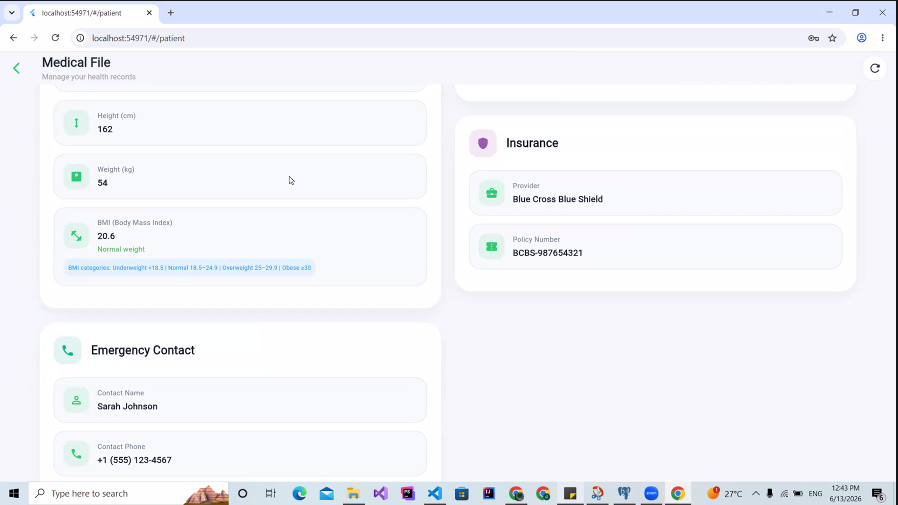 localhost:54971/#/patient
localhost:54971/#/patient
Medical File
Manage your health records
Height (cm)
162
Weight (kg)
54
BMI (Body Mass Index)
20.6
Normal weight
BMI categories: Underweight <18.5 | Normal 18.5–24.9 | Overweight 25–29.9 | Obese ≥30
Emergency Contact
Contact Name
Sarah Johnson
Contact Phone
+1 (555) 123-4567
Insurance
Provider
Blue Cross Blue Shield
Policy Number
BCBS-987654321
Type here to search
zoom
27°C
ENG
12:43 PM
6/13/2026
6